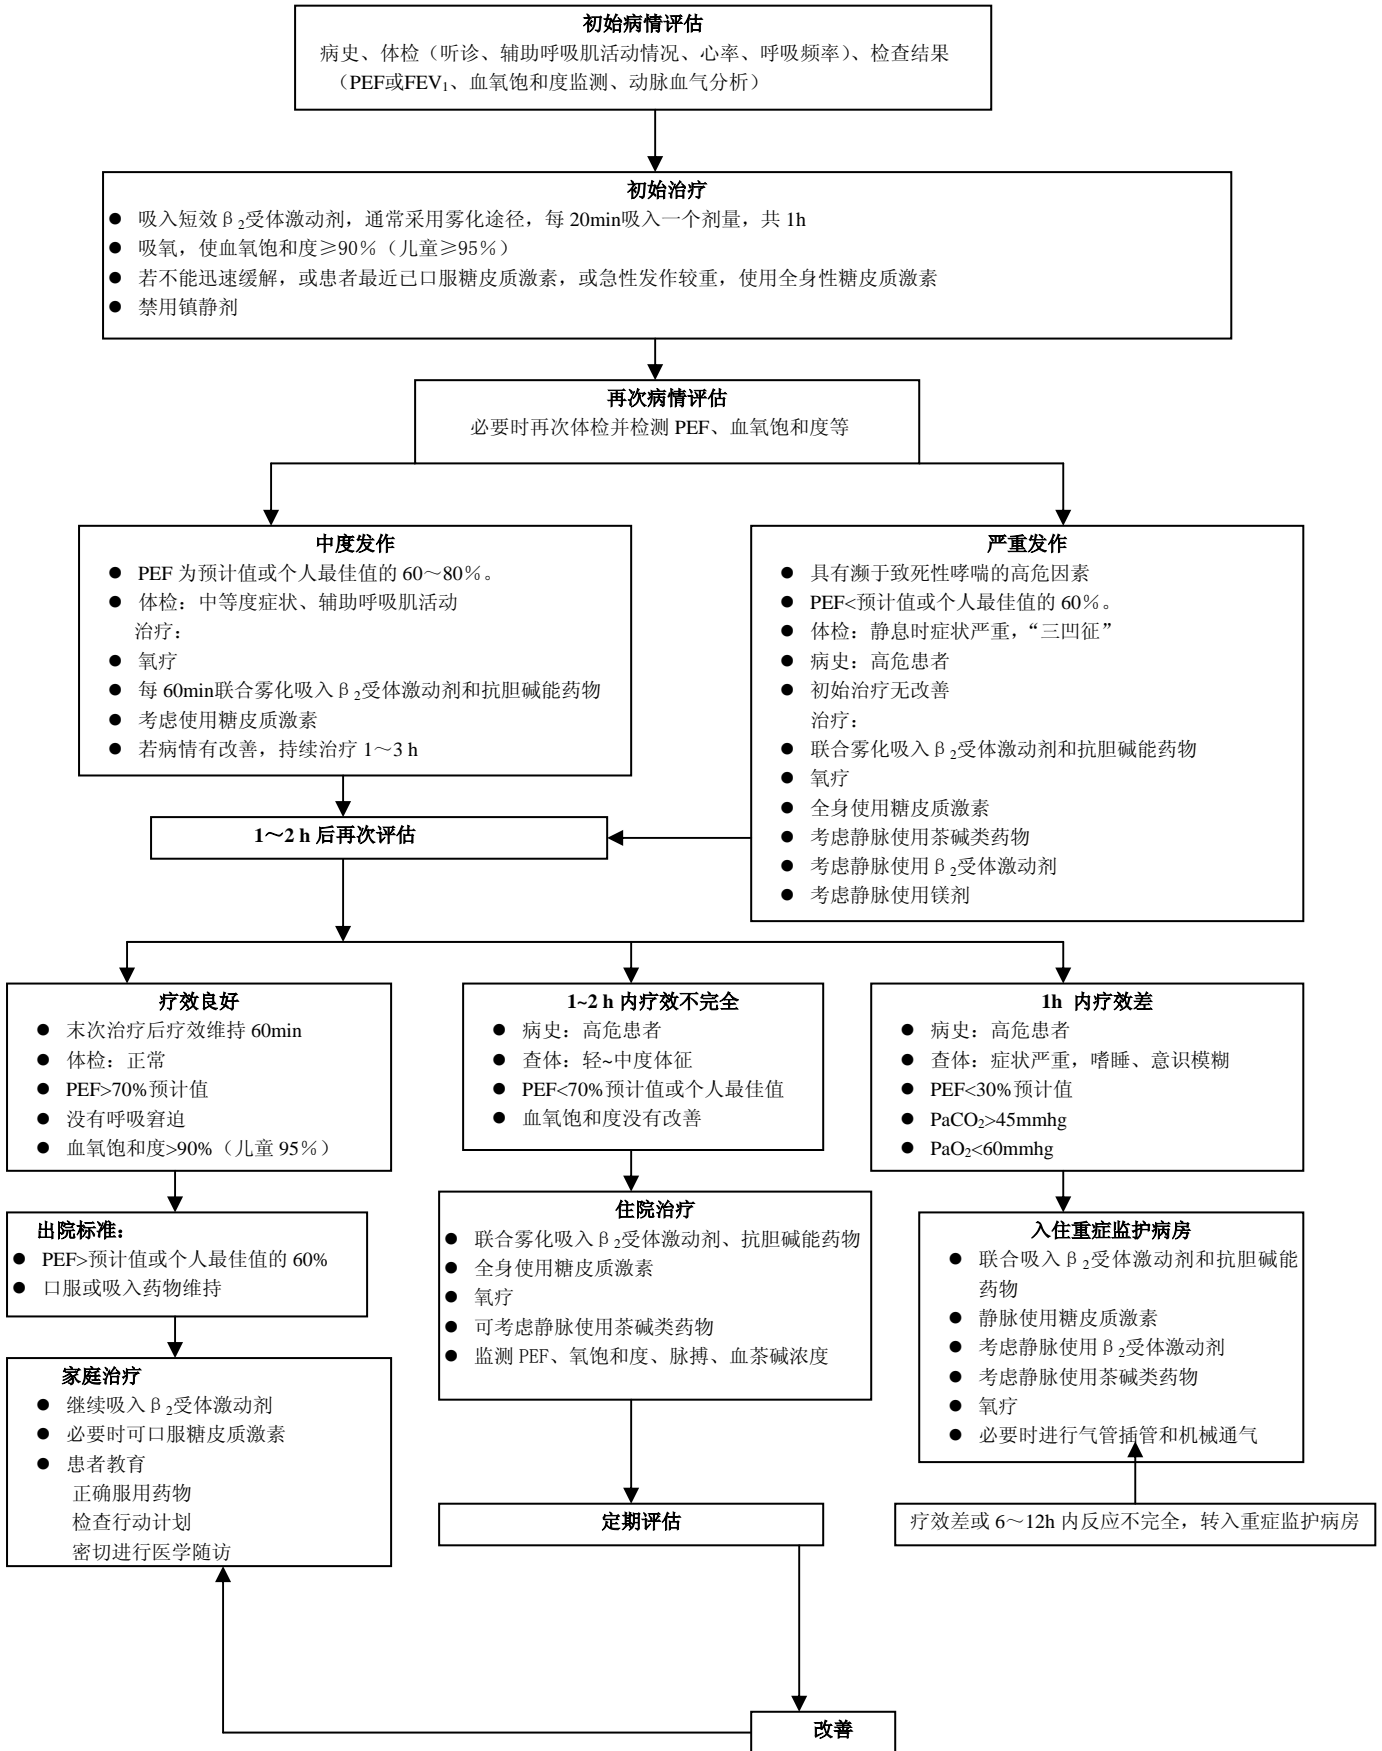 初始病情评估
病史、体检（听诊、辅助呼吸肌活动情况、心率、呼吸频率）、检查结果
（PEF或FEV₁、血氧饱和度监测、动脉血气分析）
初始治疗
● 吸入短效β₂受体激动剂，通常采用雾化途径，每 20min吸入一个剂量，共 1h
● 吸氧，使血氧饱和度≥90％（儿童≥95％）
● 若不能迅速缓解，或患者最近已口服糖皮质激素，或急性发作较重，使用全身性糖皮质激素
● 禁用镇静剂
再次病情评估
必要时再次体检并检测 PEF、血氧饱和度等
中度发作
● PEF 为预计值或个人最佳值的 60～80％。
● 体检：中等度症状、辅助呼吸肌活动
治疗：
● 氧疗
● 每 60min联合雾化吸入β₂受体激动剂和抗胆碱能药物
● 考虑使用糖皮质激素
● 若病情有改善，持续治疗 1～3 h
严重发作
● 具有濒于致死性哮喘的高危因素
● PEF<预计值或个人最佳值的 60％。
● 体检：静息时症状严重，“三凹征”
● 病史：高危患者
● 初始治疗无改善
治疗：
● 联合雾化吸入β₂受体激动剂和抗胆碱能药物
● 氧疗
● 全身使用糖皮质激素
● 考虑静脉使用茶碱类药物
● 考虑静脉使用β₂受体激动剂
● 考虑静脉使用镁剂
1～2 h 后再次评估
疗效良好
● 末次治疗后疗效维持 60min
● 体检：正常
● PEF>70%预计值
● 没有呼吸窘迫
● 血氧饱和度>90%（儿童 95％）
1~2 h 内疗效不完全
● 病史：高危患者
● 查体：轻~中度体征
● PEF<70%预计值或个人最佳值
● 血氧饱和度没有改善
1h 内疗效差
● 病史：高危患者
● 查体：症状严重，嗜睡、意识模糊
● PEF<30%预计值
● PaCO₂>45mmhg
● PaO₂<60mmhg
出院标准：
● PEF>预计值或个人最佳值的 60%
● 口服或吸入药物维持
住院治疗
● 联合雾化吸入β₂受体激动剂、抗胆碱能药物
● 全身使用糖皮质激素
● 氧疗
● 可考虑静脉使用茶碱类药物
● 监测 PEF、氧饱和度、脉搏、血茶碱浓度
入住重症监护病房
● 联合吸入β₂受体激动剂和抗胆碱能
药物
● 静脉使用糖皮质激素
● 考虑静脉使用β₂受体激动剂
● 考虑静脉使用茶碱类药物
● 氧疗
● 必要时进行气管插管和机械通气
家庭治疗
● 继续吸入β₂受体激动剂
● 必要时可口服糖皮质激素
● 患者教育
正确服用药物
检查行动计划
密切进行医学随访
定期评估
疗效差或 6～12h 内反应不完全，转入重症监护病房
改善